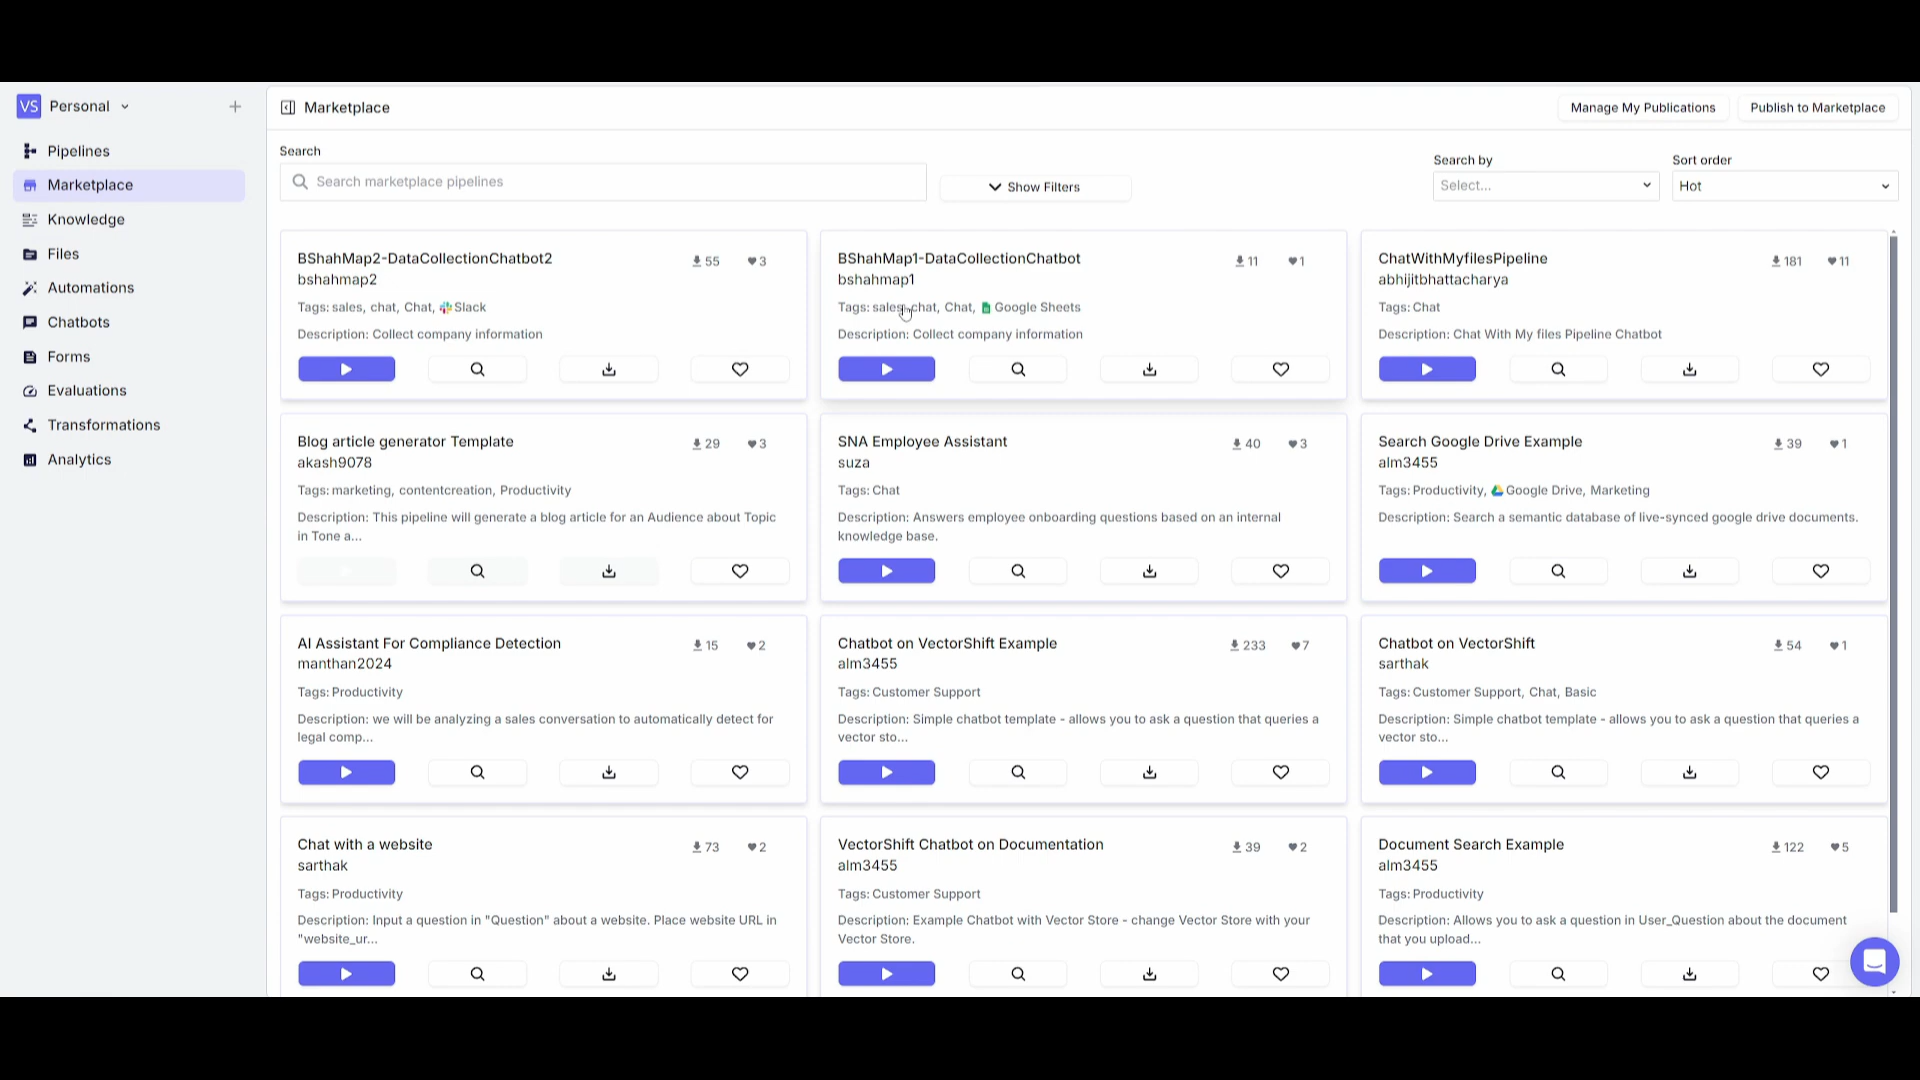 VS Personal
Pipelines
Marketplace
Knowledge
Files
Automations
Chatbots
Forms
Evaluations
Transformations
Analytics
Marketplace
Manage My Publications
Publish to Marketplace
Search
Search marketplace pipelines
Show Filters
Search by
Select...
Sort order
Hot
BShahMap2-DataCollectionChatbot2
55
3
bshahmap2
Tags: sales, chat, Chat, Slack
Description: Collect company information
BShahMap1-DataCollectionChatbot
11
1
bshahmap1
Tags: sales, chat, Chat, Google Sheets
Description: Collect company information
ChatWithMyfilesPipeline
181
11
abhijitbhattacharya
Tags: Chat
Description: Chat With My files Pipeline Chatbot
Blog article generator Template
29
3
akash9078
Tags: marketing, contentcreation, Productivity
Description: This pipeline will generate a blog article for an Audience about Topic
in Tone a...
SNA Employee Assistant
40
3
suza
Tags: Chat
Description: Answers employee onboarding questions based on an internal
knowledge base.
Search Google Drive Example
39
1
alm3455
Tags: Productivity, Google Drive, Marketing
Description: Search a semantic database of live-synced google drive documents.
AI Assistant For Compliance Detection
15
2
manthan2024
Tags: Productivity
Description: we will be analyzing a sales conversation to automatically detect for
legal comp...
Chatbot on VectorShift Example
233
7
alm3455
Tags: Customer Support
Description: Simple chatbot template - allows you to ask a question that queries a
vector sto...
Chatbot on VectorShift
54
1
sarthak
Tags: Customer Support, Chat, Basic
Description: Simple chatbot template - allows you to ask a question that queries a
vector sto...
Chat with a website
73
2
sarthak
Tags: Productivity
Description: Input a question in "Question" about a website. Place website URL in
"website_ur...
VectorShift Chatbot on Documentation
39
2
alm3455
Tags: Customer Support
Description: Example Chatbot with Vector Store - change Vector Store with your
Vector Store.
Document Search Example
122
5
alm3455
Tags: Productivity
Description: Allows you to ask a question in User_Question about the document
that you upload...